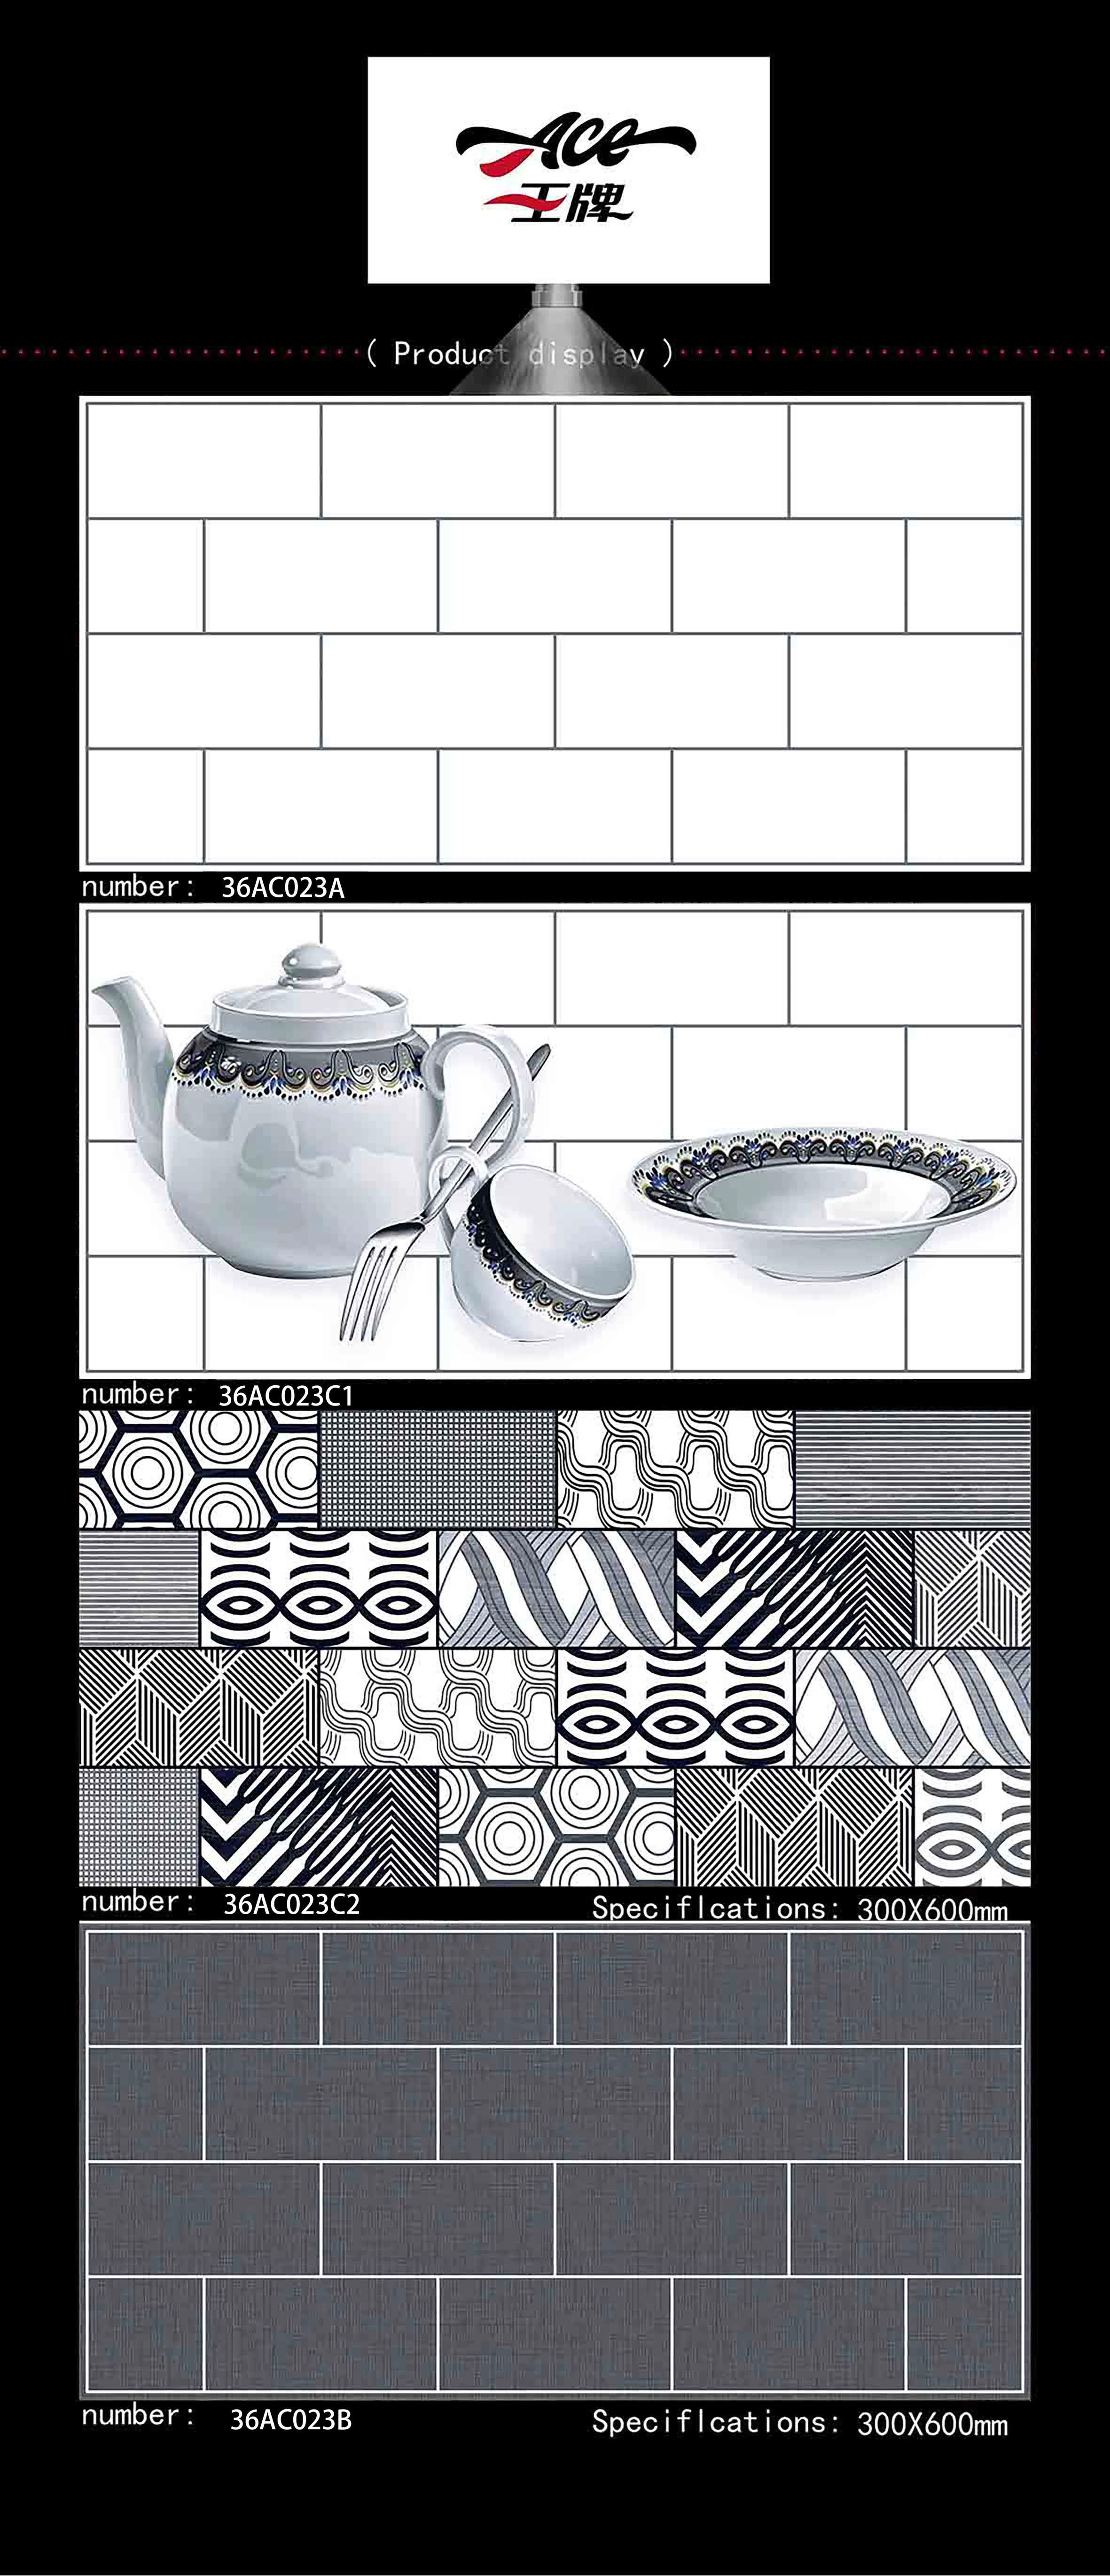 Ace
王牌
( Product display )
number: 36AC023A
number: 36AC023C1
number: 36AC023C2 Speciflcations: 300X600mm
number: 36AC023B Speciflcations: 300X600mm